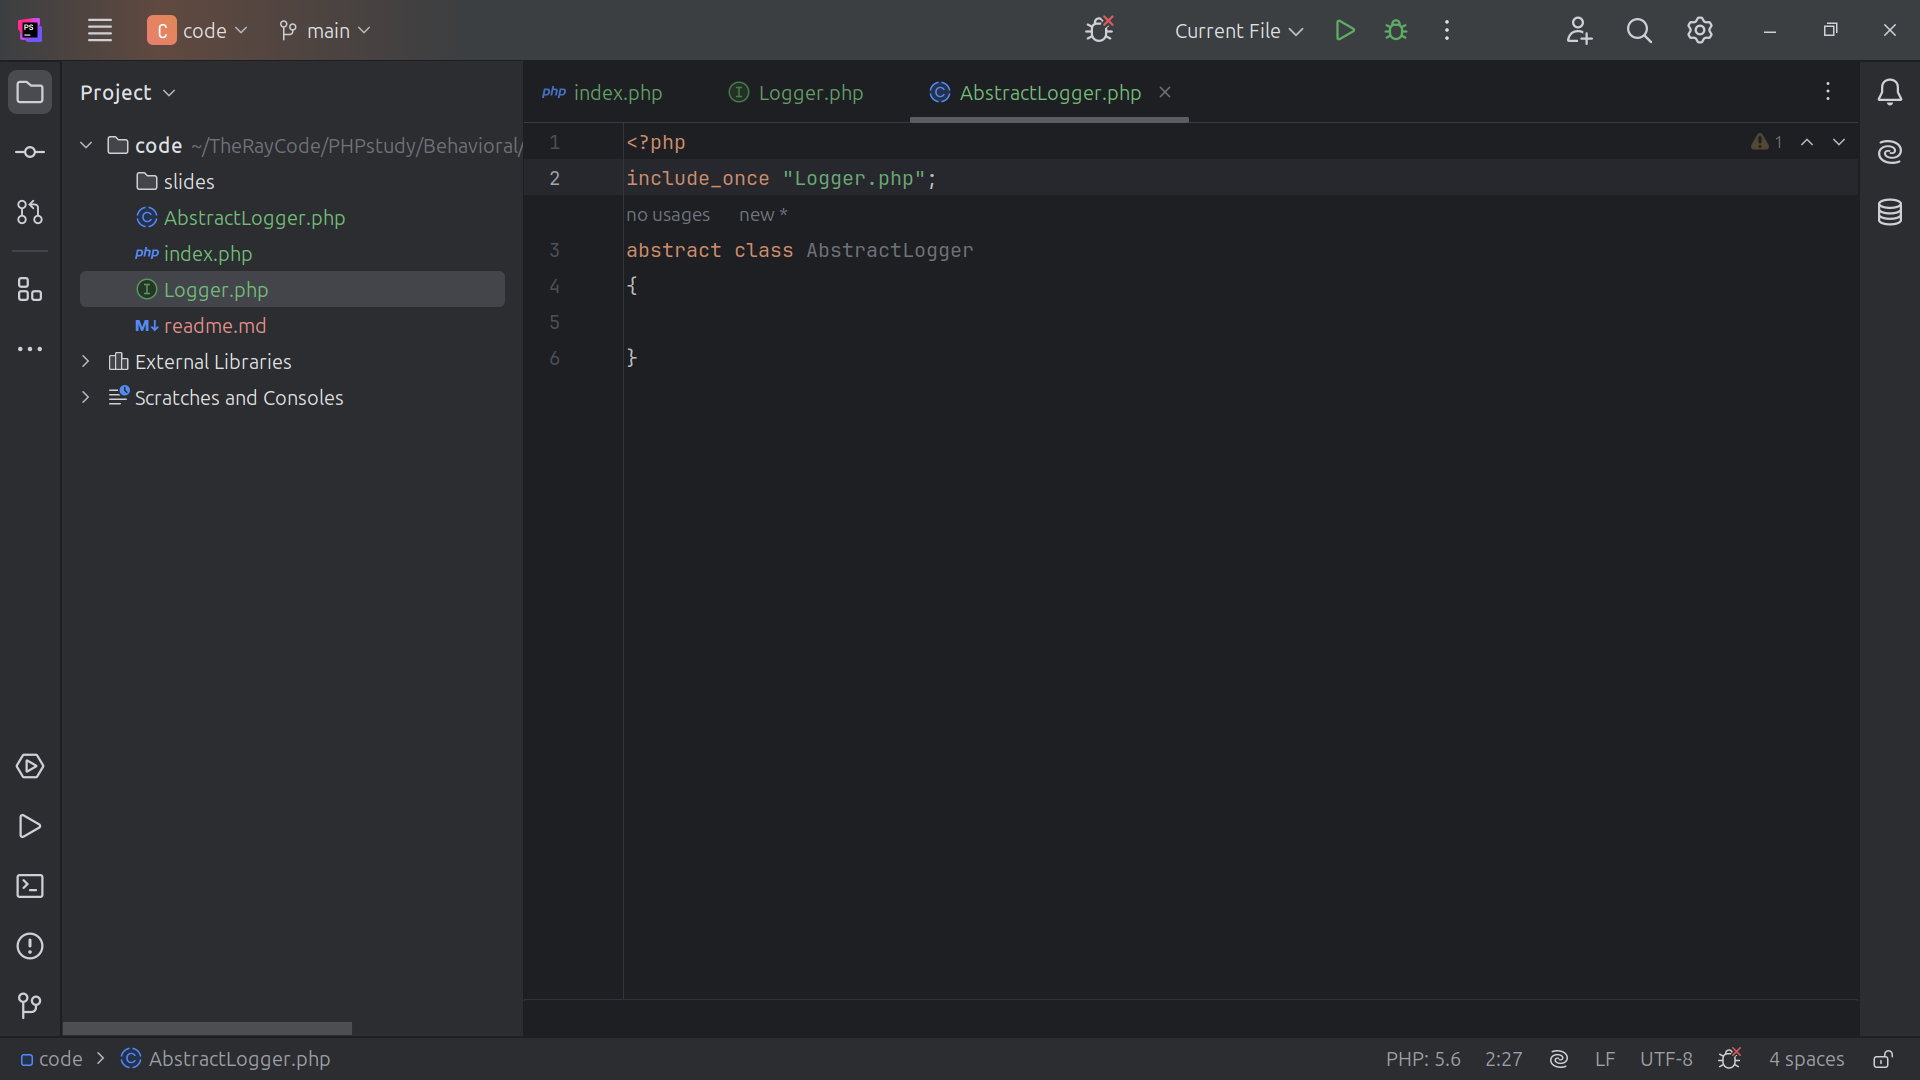 PS
C code main Current File
Project
code ~/TheRayCode/PHPstudy/Behavioral/
slides
AbstractLogger.php
php index.php
Logger.php
M↓ readme.md
External Libraries
Scratches and Consoles
php index.php Logger.php AbstractLogger.php
1 <?php
1
2 include_once "Logger.php";
no usages new *
3 abstract class AbstractLogger
4 {
5
6 }
code > AbstractLogger.php PHP: 5.6 2:27 LF UTF-8 4 spaces